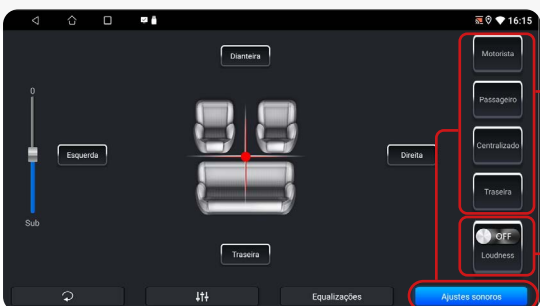 16:15
Dianteira
Motorista
0
Passageiro
Esquerda
Direita
Centralizado
Traseira
Sub
OFF
Loudness
Traseira
Equalizações
Ajustes sonoros